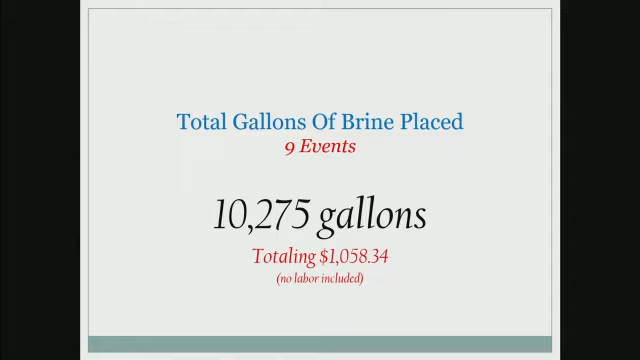 Total Gallons Of Brine Placed
9 Events
10,275 gallons
Totaling $1,058.34
(no labor included)